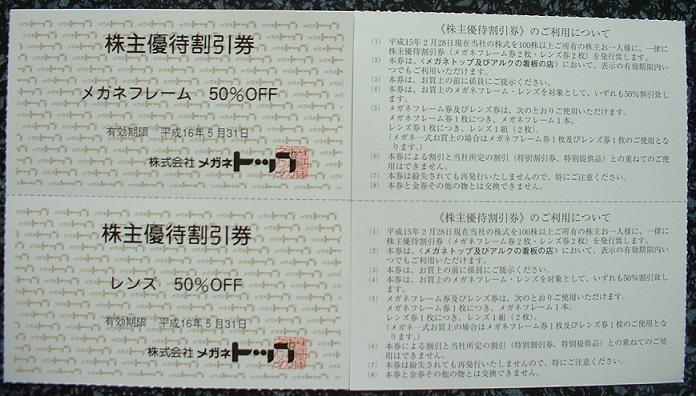 株主優待割引券
メガネフレーム 50%OFF
有効期限 平成16年5月31日
株式会社 メガネトップ
《株主優待割引券》のご利用について
(1) 平成15年2月28日現在当社の株式を100株以上ご所有の株主お一人様に、一律に
株主優待割引券(メガネフレーム券2枚・レンズ券2枚)を発行致します。
(2) 本券は、〈メガネトップ及びアルクの看板の店〉において、表示の有効期限内い
つでもご利用いただけます。
(3) 本券は、お買上の前に係員にご提示ください。
(4) 本券は、お買上のメガネフレーム・レンズを対象として、いずれも50%割引致し
ます。
(5) メガネフレーム券及びレンズ券は、次のとおりご使用いただけます。
メガネフレーム券1枚につき、メガネフレーム1本。
レンズ券1枚につき、レンズ1組(2枚)。
(メガネ一式お買上の場合はメガネフレーム券1枚及びレンズ券1枚のご使用とな
ります。)
(6) 本券による割引と当社所定の割引(特別割引券、特別提供品)との重ねてのご使
用はできません。
(7) 本券は紛失されても再発行いたしませんので、特にご注意ください。
(8) 本券と金券その他の物とは交換できません。
株主優待割引券
レンズ 50%OFF
有効期限 平成16年5月31日
株式会社 メガネトップ
《株主優待割引券》のご利用について
(1) 平成15年2月28日現在当社の株式を100株以上ご所有の株主お一人様に、一律に
株主優待割引券(メガネフレーム券2枚・レンズ券2枚)を発行致します。
(2) 本券は、〈メガネトップ及びアルクの看板の店〉において、表示の有効期限内い
つでもご利用いただけます。
(3) 本券は、お買上の前に係員にご提示ください。
(4) 本券は、お買上のメガネフレーム・レンズを対象として、いずれも50%割引致し
ます。
(5) メガネフレーム券及びレンズ券は、次のとおりご使用いただけます。
メガネフレーム券1枚につき、メガネフレーム1本。
レンズ券1枚につき、レンズ1組(2枚)。
(メガネ一式お買上の場合はメガネフレーム券1枚及びレンズ券1枚のご使用とな
ります。)
(6) 本券による割引と当社所定の割引(特別割引券、特別提供品)との重ねてのご使
用はできません。
(7) 本券は紛失されても再発行いたしませんので、特にご注意ください。
(8) 本券と金券その他の物とは交換できません。